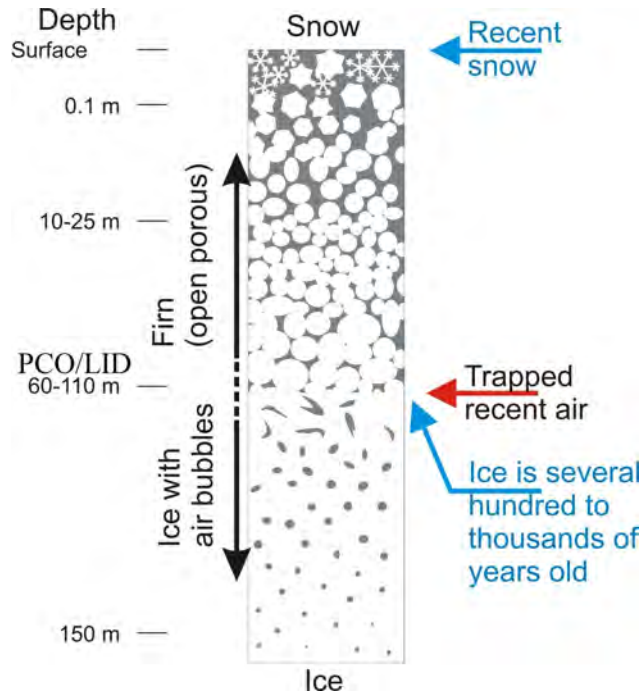 Depth
Surface
0.1 m
10-25 m
PCO/LID
60-110 m
150 m
Firn
(open porous)
Ice with
air bubbles
Snow
Ice
Recent
snow
Trapped
recent air
Ice is several
hundred to
thousands of
years old